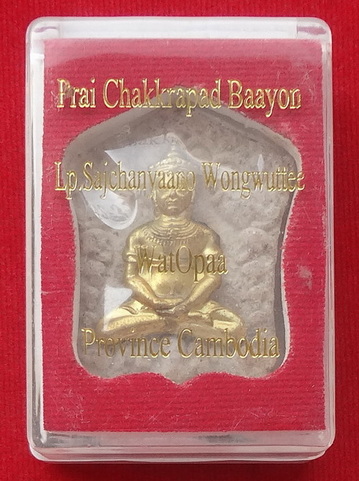 Prai Chakkrapad Baayon
Lp.Sajchanyaano Wongwuttee
WatOpaa
Province Cambodia